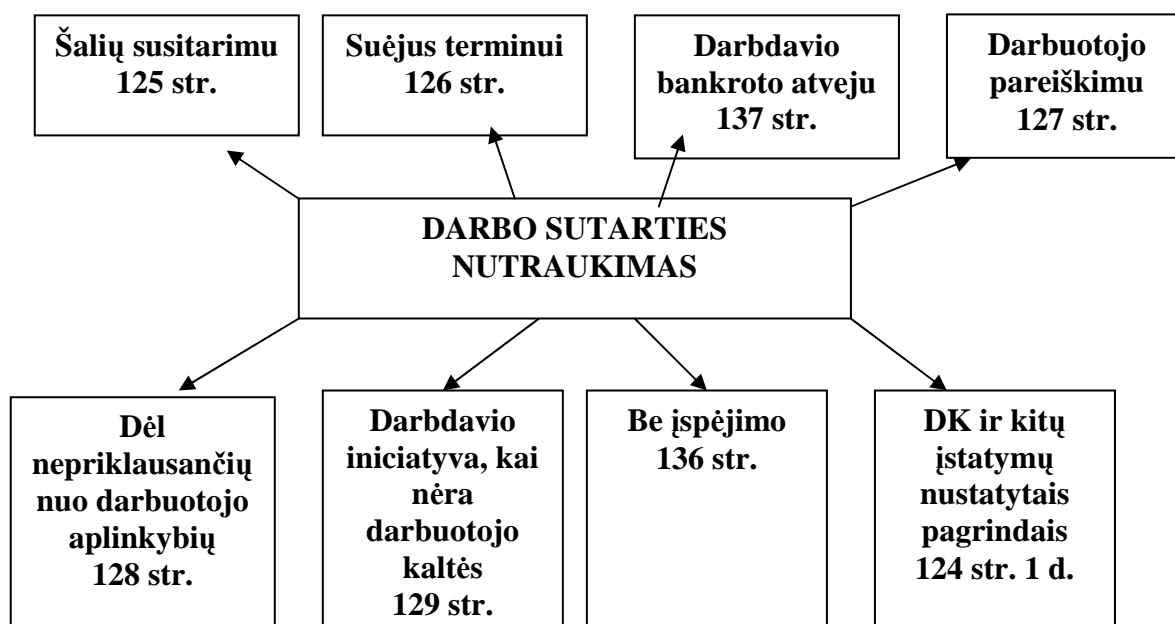 Šalių susitarimu
125 str.
Suėjus terminui
126 str.
Darbdavio
bankroto atveju
137 str.
Darbuotojo
pareiškimu
127 str.
DARBO SUTARTIES
NUTRAUKIMAS
Dėl
nepriklausančių
nuo darbuotojo
aplinkybių
128 str.
Darbdavio
iniciatyva, kai
nėra
darbuotojo
kaltės
129 str.
Be įspėjimo
136 str.
DK ir kitų
įstatymų
nustatytais
pagrindais
124 str. 1 d.